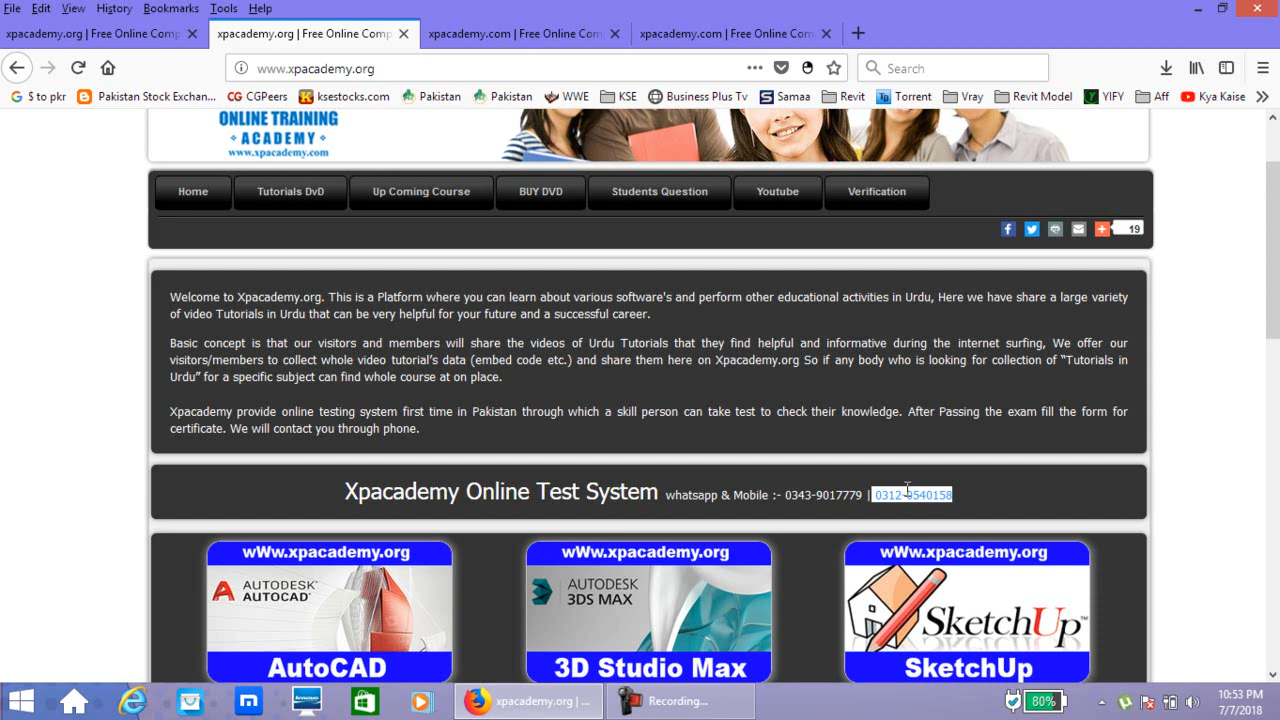 File Edit View History Bookmarks Tools Help
xpacademy.org | Free Online Comp
xpacademy.org | Free Online Comp
xpacademy.com | Free Online Com
xpacademy.com | Free Online Com
www.xpacademy.org
Search
$ to pkr
Pakistan Stock Exchan...
CGPeers
ksestocks.com
Pakistan
Pakistan
WWE
KSE
Business Plus Tv
Samaa
Revit
Torrent
Vray
Revit Model
YIFY
Aff
Kya Kaise
ONLINE TRAINING
ACADEMY
www.xpacademy.com
Home
Tutorials DvD
Up Coming Course
BUY DVD
Students Question
Youtube
Verification
19
Welcome to Xpacademy.org. This is a Platform where you can learn about various software's and perform other educational activities in Urdu, Here we have share a large variety
of video Tutorials in Urdu that can be very helpful for your future and a successful career.
Basic concept is that our visitors and members will share the videos of Urdu Tutorials that they find helpful and informative during the internet surfing, We offer our
visitors/members to collect whole video tutorial's data (embed code etc.) and share them here on Xpacademy.org So if any body who is looking for collection of “Tutorials in
Urdu” for a specific subject can find whole course at on place.
Xpacademy provide online testing system first time in Pakistan through which a skill person can take test to check their knowledge. After Passing the exam fill the form for
certificate. We will contact you through phone.
Xpacademy Online Test System whatsapp & Mobile :- 0343-9017779 | 0312-9540158
wWw.xpacademy.org
AUTODESK
AUTOCAD
AutoCAD
wWw.xpacademy.org
AUTODESK
3DS MAX
3D Studio Max
wWw.xpacademy.org
SketchUp
SketchUp
lenovo
xpacademy.org | ...
Recording...
80%
10:53 PM
7/7/2018